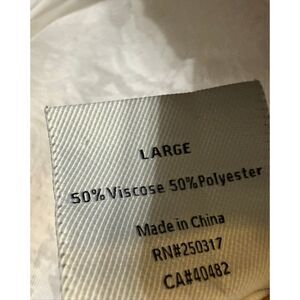 LARGE
50% Viscose 50% Polyester
Made in China
RN#250317
CA#40482